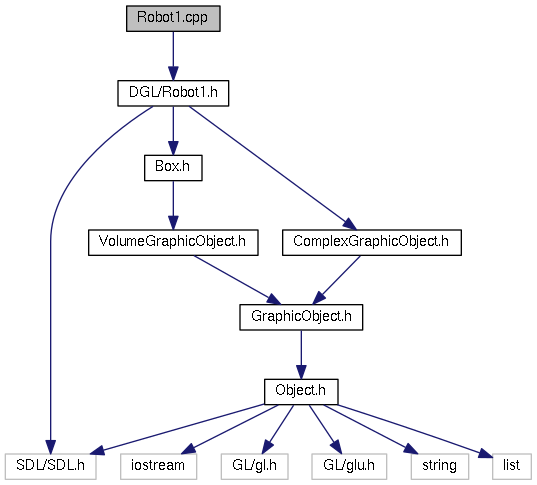 Robot1.cpp
DGL/Robot1.h
Box.h
VolumeGraphicObject.h
ComplexGraphicObject.h
GraphicObject.h
Object.h
SDL/SDL.h
iostream
GL/gl.h
GL/glu.h
string
list